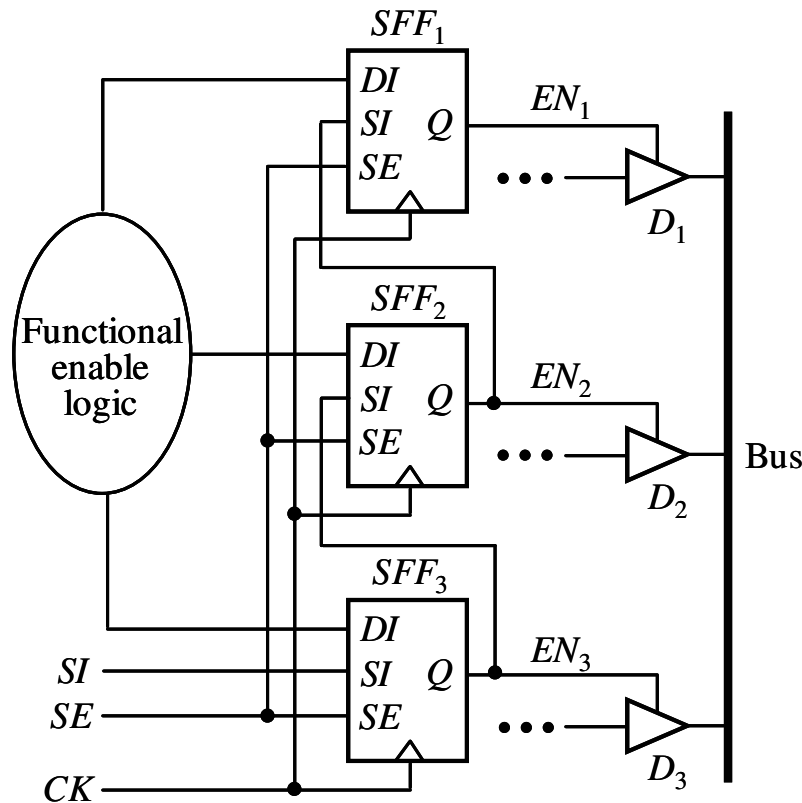 SFF₁
DI
SI
Q
SE
EN₁
D₁
Functional
enable
logic
SFF₂
DI
SI
Q
SE
EN₂
D₂
Bus
SFF₃
DI
SI
Q
SE
EN₃
D₃
SI
SE
CK